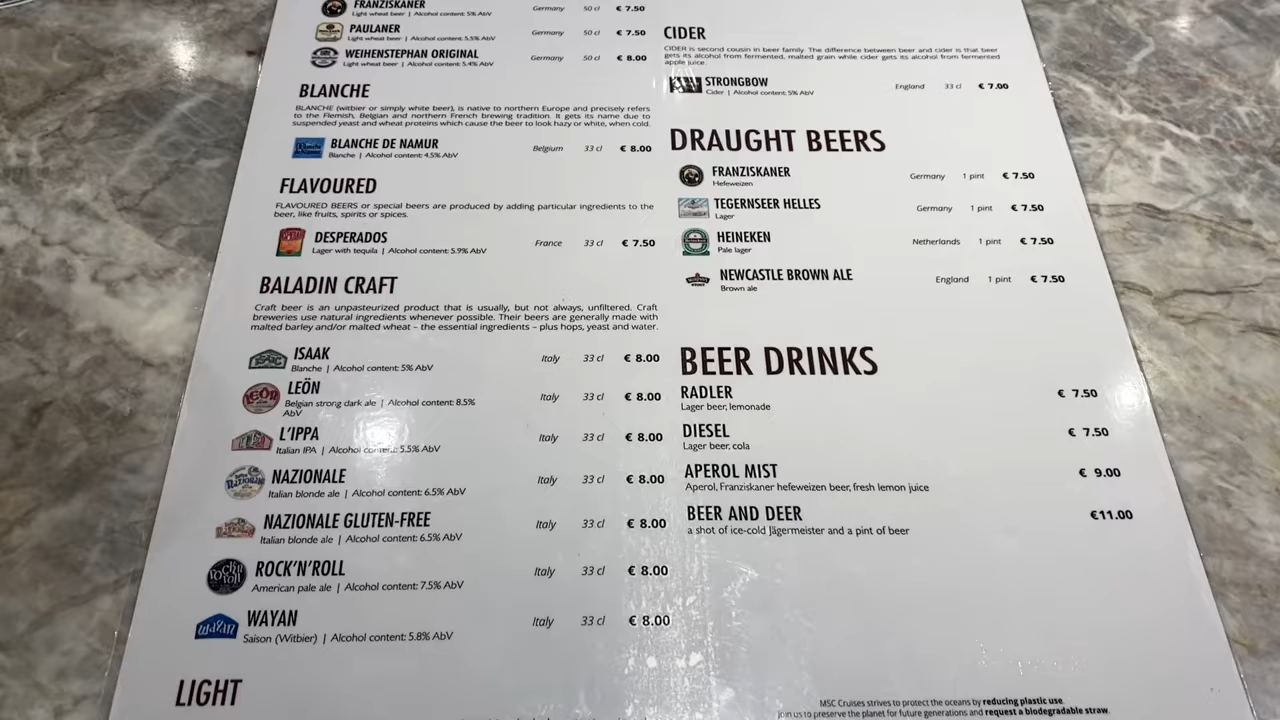 FRANZISKANER Germany 50 cl € 7.50
Light wheat beer | Alcohol content: 5% AbV
PAULANER Germany 50 cl € 7.50
Light wheat beer | Alcohol content: 5.5% AbV
WEIHENSTEPHAN ORIGINAL Germany 50 cl € 8.00
Light wheat beer | Alcohol content: 5.4% AbV
BLANCHE
BLANCHE (witbier or simply white beer), is native to northern Europe and precisely refers
to the Flemish, Belgian and northern French brewing tradition. It gets its name due to
suspended yeast and wheat proteins which cause the beer to look hazy or white, when cold.
BLANCHE DE NAMUR Belgium 33 cl € 8.00
Blanche | Alcohol content: 4.5% AbV
FLAVOURED
FLAVOURED BEERS or special beers are produced by adding particular ingredients to the
beer, like fruits, spirits or spices.
DESPERADOS France 33 cl € 7.50
Lager with tequila | Alcohol content: 5.9% AbV
BALADIN CRAFT
Craft beer is an unpasteurized product that is usually, but not always, unfiltered. Craft
breweries use natural ingredients whenever possible. Their beers are generally made with
malted barley and/or malted wheat – the essential ingredients – plus hops, yeast and water.
ISAAK Italy 33 cl € 8.00
Blanche | Alcohol content: 5% AbV
LEÖN Italy 33 cl € 8.00
Belgian strong dark ale | Alcohol content: 8.5%
AbV
L'IPPA Italy 33 cl € 8.00
Italian IPA | Alcohol content: 5.5% AbV
NAZIONALE Italy 33 cl € 8.00
Italian blonde ale | Alcohol content: 6.5% AbV
NAZIONALE GLUTEN-FREE Italy 33 cl € 8.00
Italian blonde ale | Alcohol content: 6.5% AbV
ROCK'N'ROLL Italy 33 cl € 8.00
American pale ale | Alcohol content: 7.5% AbV
WAYAN Italy 33 cl € 8.00
Saison (Witbier) | Alcohol content: 5.8% AbV
LIGHT
CIDER
CIDER is second cousin in beer family. The difference between beer and cider is that beer
gets its alcohol from fermented, malted grain while cider gets its alcohol from fermented
apple juice.
STRONGBOW England 33 cl € 7.00
Cider | Alcohol content: 5% AbV
DRAUGHT BEERS
FRANZISKANER Germany 1 pint € 7.50
Hefeweizen
TEGERNSEER HELLES Germany 1 pint € 7.50
Lager
HEINEKEN Netherlands 1 pint € 7.50
Pale lager
NEWCASTLE BROWN ALE England 1 pint € 7.50
Brown ale
BEER DRINKS
RADLER € 7.50
Lager beer, lemonade
DIESEL € 7.50
Lager beer, cola
APEROL MIST € 9.00
Aperol, Franziskaner hefeweizen beer, fresh lemon juice
BEER AND DEER €11.00
a shot of ice-cold Jägermeister and a pint of beer
MSC Cruises strives to protect the oceans by reducing plastic use.
Join us to preserve the planet for future generations and request a biodegradable straw.